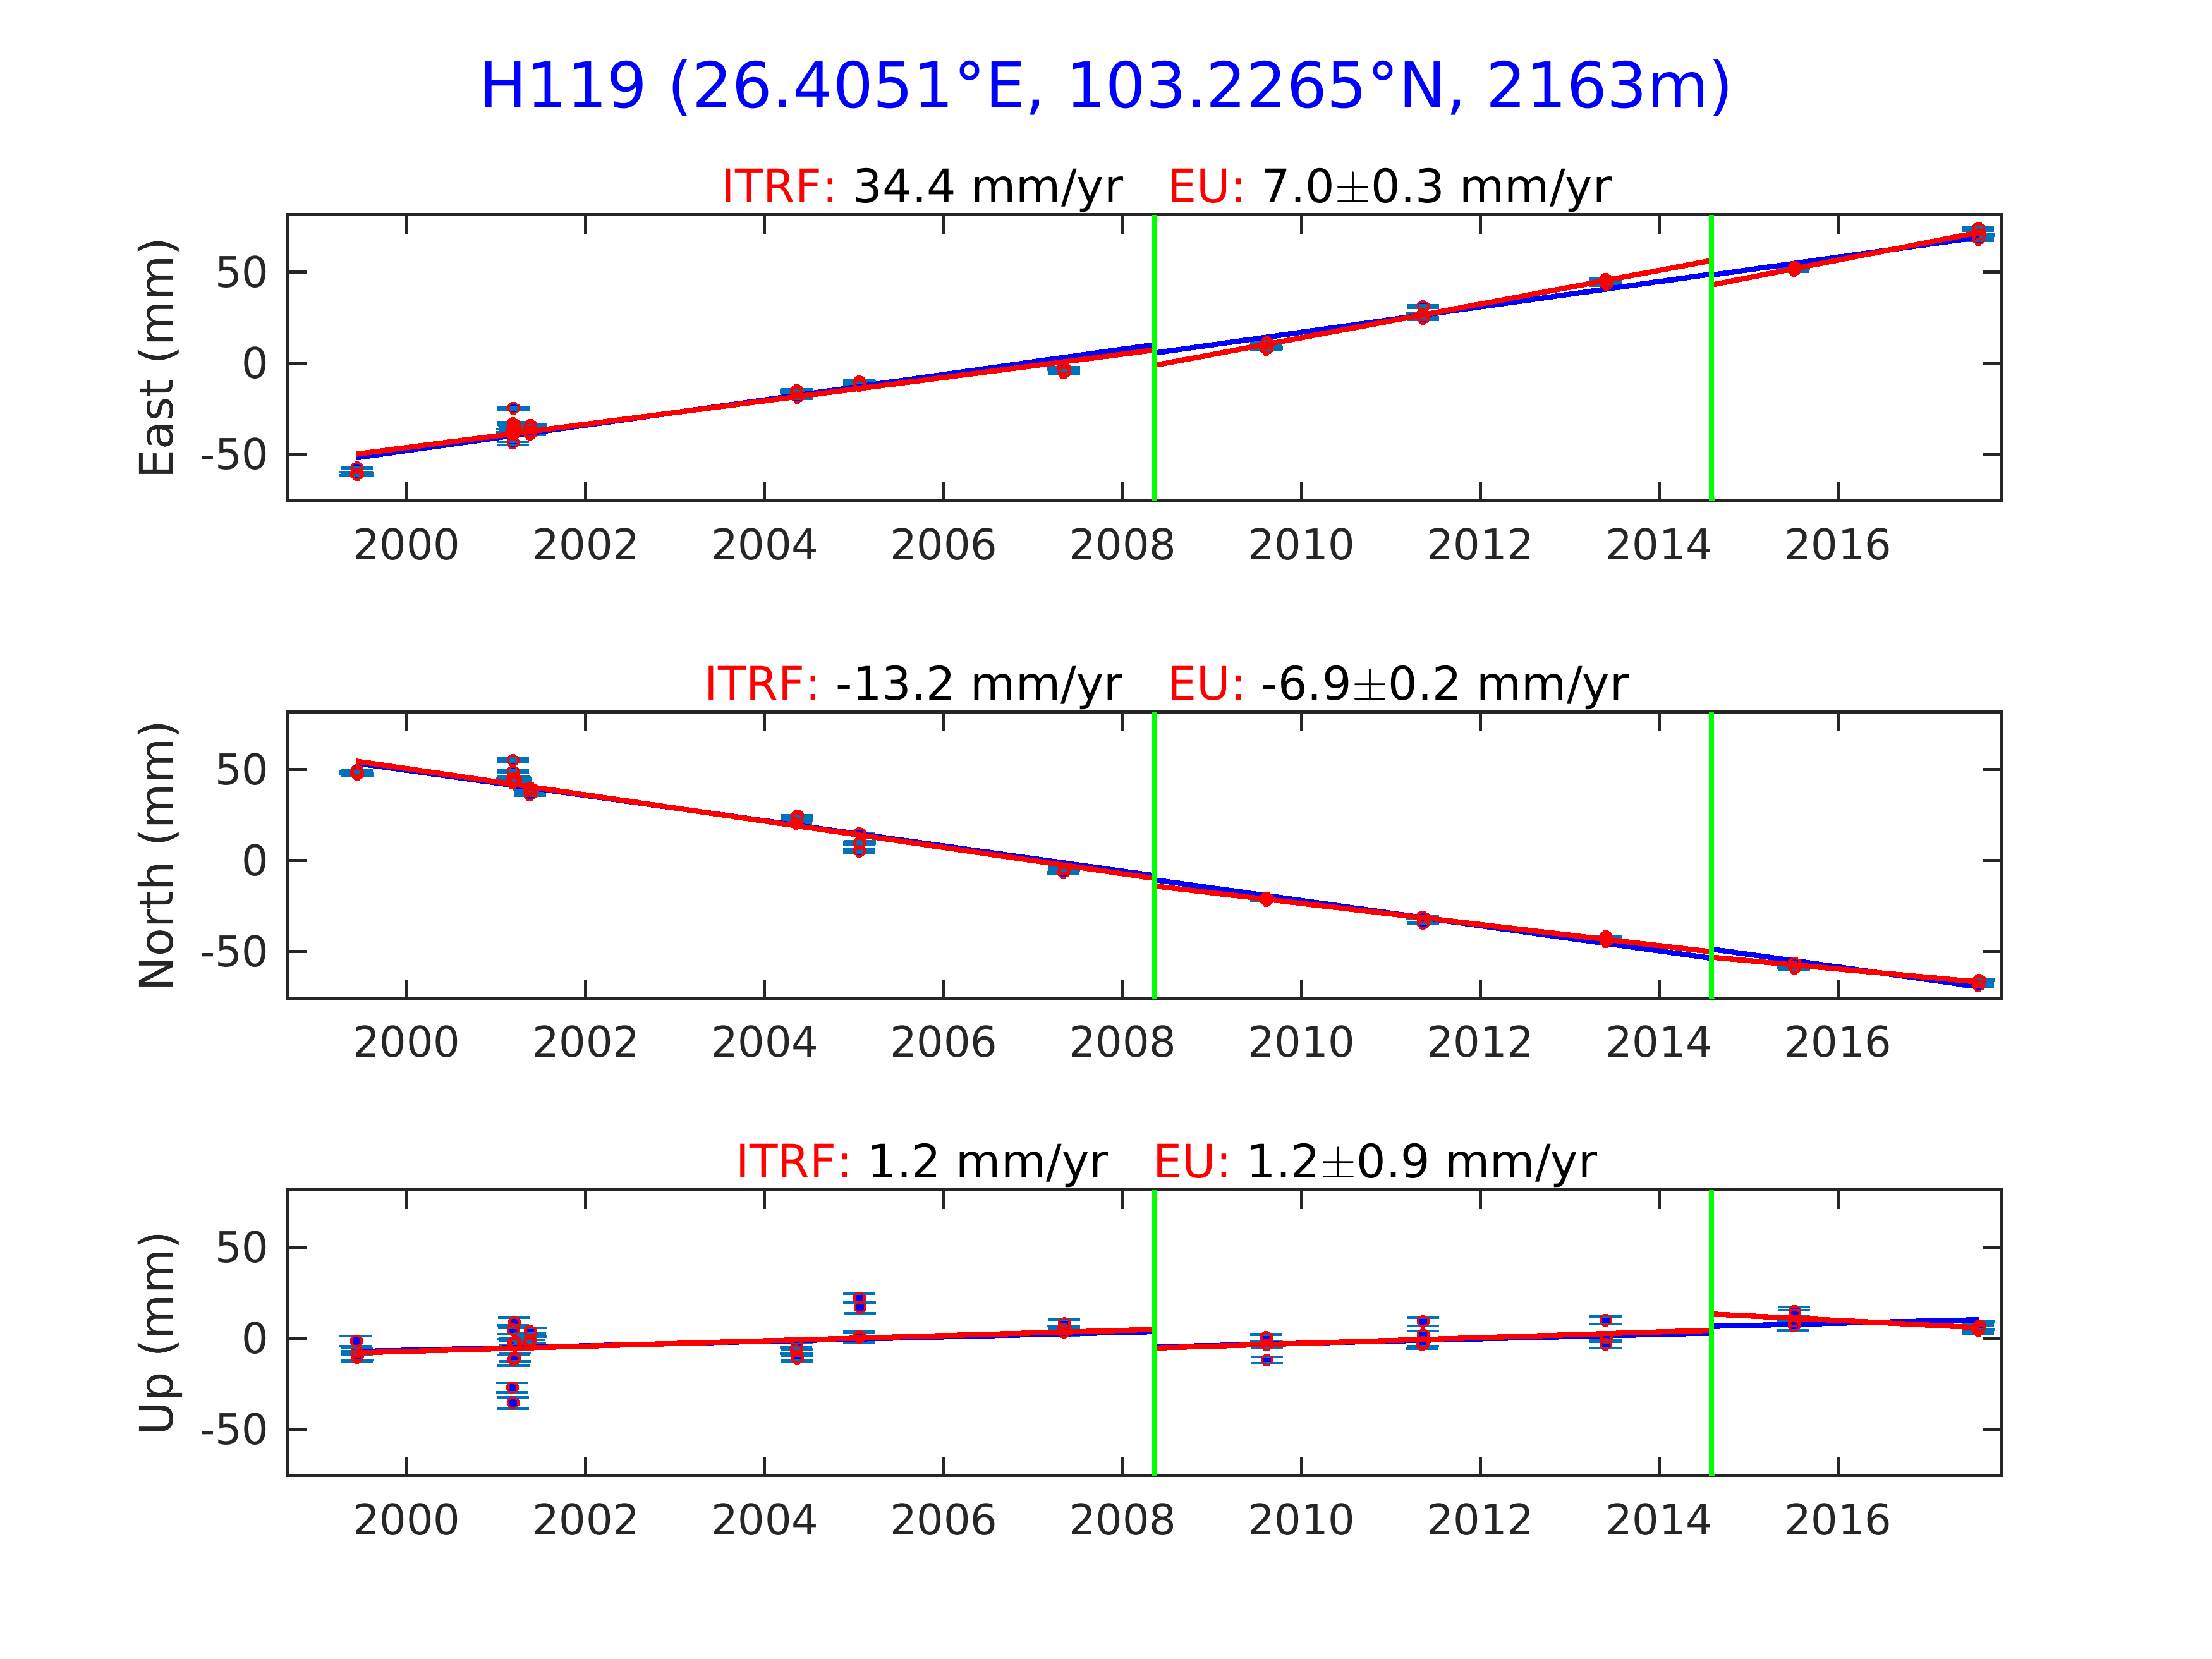 H119 (26.4051°E, 103.2265°N, 2163m)
ITRF: 34.4 mm/yr EU: 7.0±0.3 mm/yr
East (mm)
50
0
-50
2000 2002 2004 2006 2008 2010 2012 2014 2016
ITRF: -13.2 mm/yr EU: -6.9±0.2 mm/yr
North (mm)
50
0
-50
2000 2002 2004 2006 2008 2010 2012 2014 2016
ITRF: 1.2 mm/yr EU: 1.2±0.9 mm/yr
Up (mm)
50
0
-50
2000 2002 2004 2006 2008 2010 2012 2014 2016